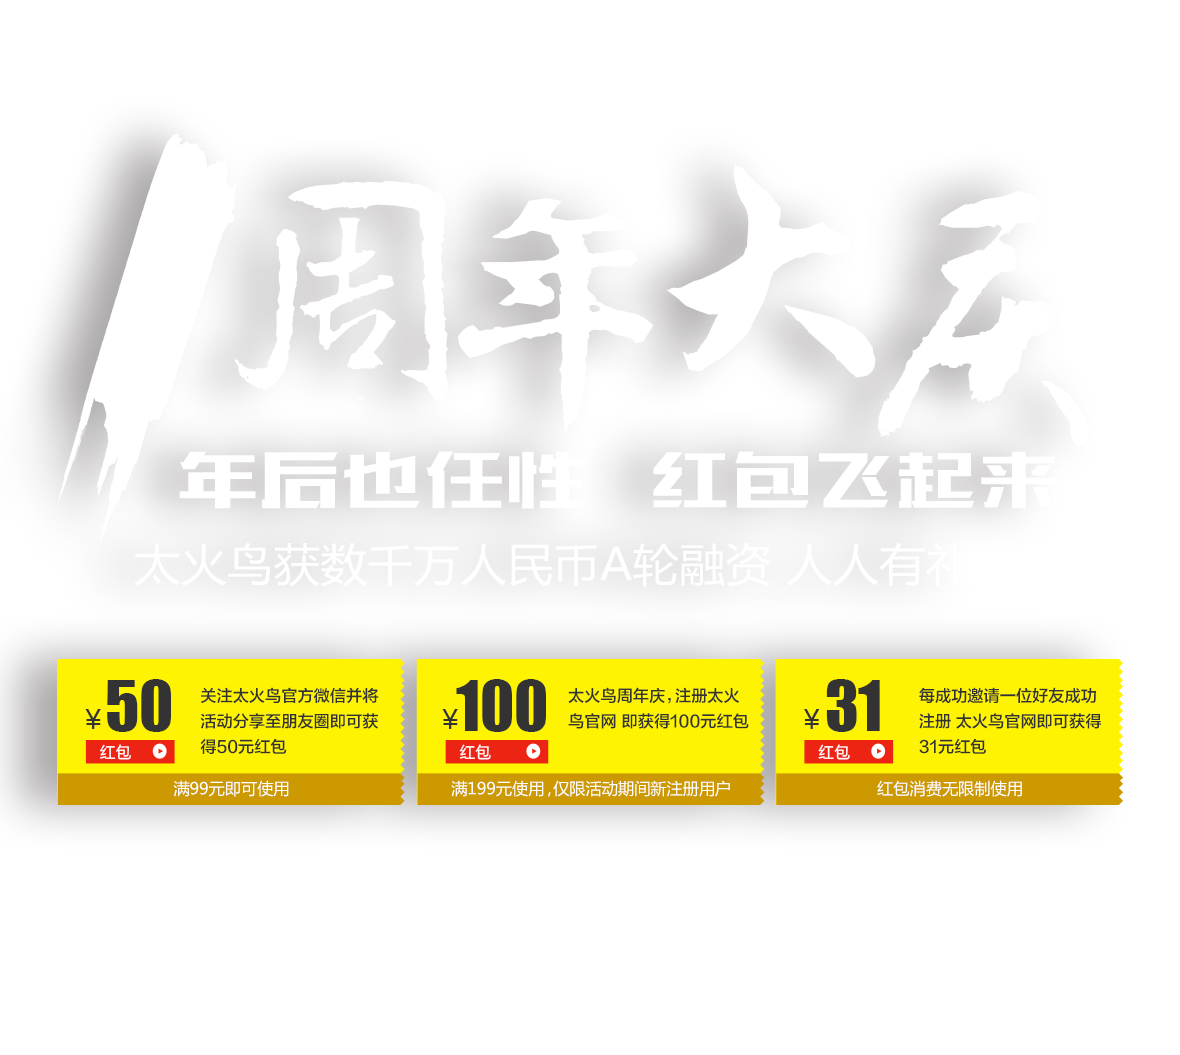 1周年大庆
年后也任性 红包飞起来
太火鸟获数千万人民币A轮融资 人人有礼
¥50
红包
关注太火鸟官方微信并将
活动分享至朋友圈即可获
得50元红包
满99元即可使用
¥100
红包
太火鸟周年庆，注册太火
鸟官网 即获得100元红包
满199元使用，仅限活动期间新注册用户
¥31
红包
每成功邀请一位好友成功
注册 太火鸟官网即可获得
31元红包
红包消费无限制使用